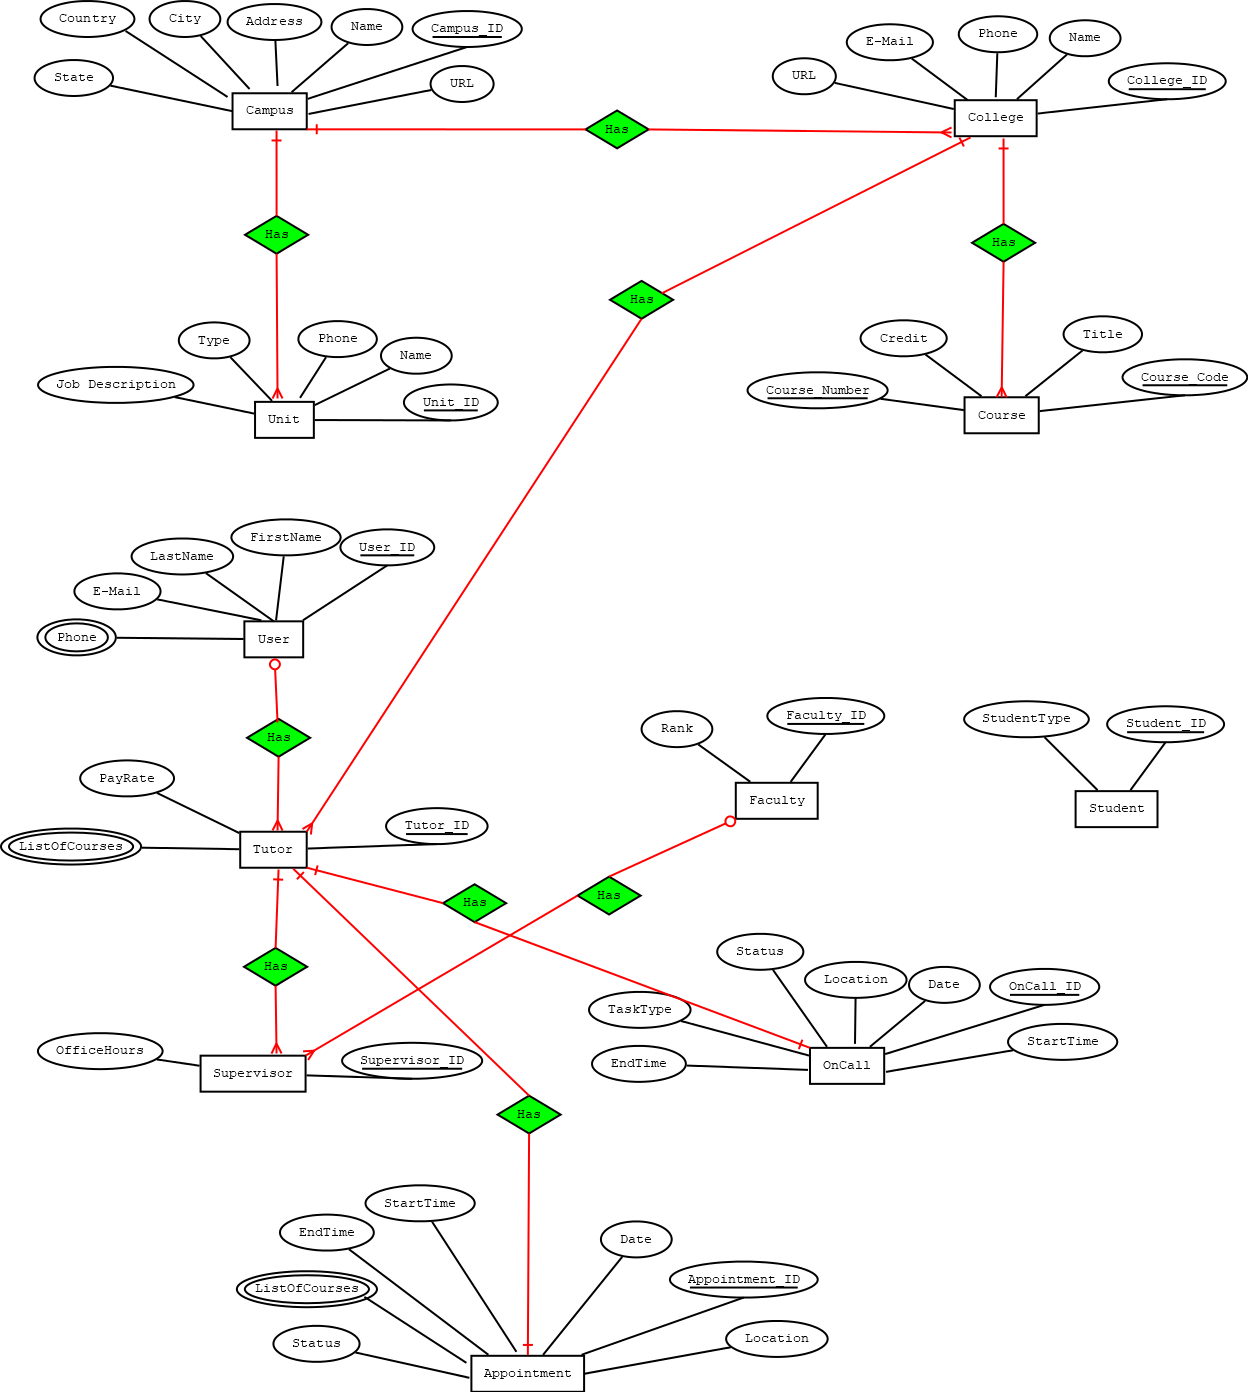 Country
City
Address
Name
Campus_ID
State
URL
Campus
E-Mail
Phone
Name
URL
College_ID
College
Has
Has
Has
Has
Type
Phone
Name
Job Description
Unit_ID
Unit
Credit
Title
Course_Number
Course_Code
Course
FirstName
User_ID
LastName
E-Mail
Phone
User
Has
Rank
Faculty_ID
Faculty
StudentType
Student_ID
Student
PayRate
Tutor_ID
ListOfCourses
Tutor
Has
Has
Has
Status
Location
Date
OnCall_ID
TaskType
StartTime
EndTime
OnCall
OfficeHours
Supervisor_ID
Supervisor
Has
StartTime
EndTime
Date
ListOfCourses
Appointment_ID
Status
Location
Appointment